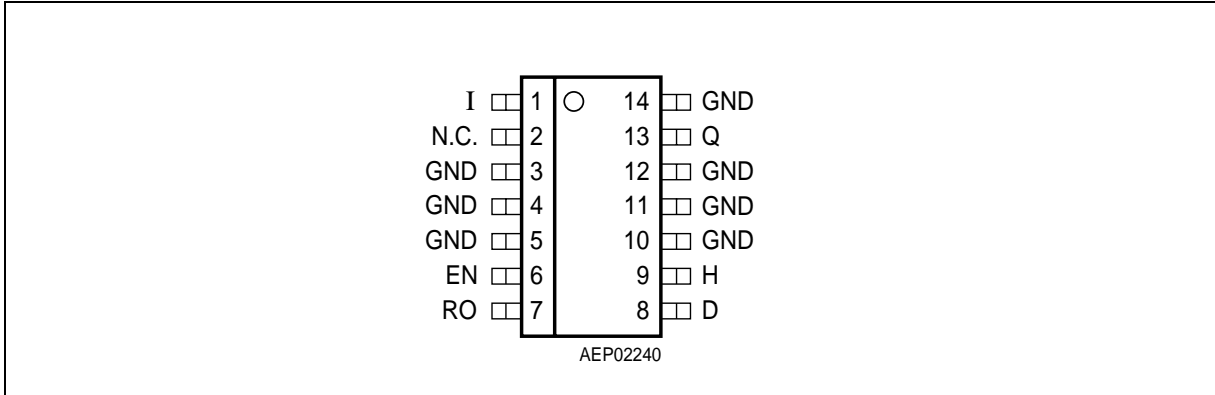 I 1 14 GND
N.C. 2 13 Q
GND 3 12 GND
GND 4 11 GND
GND 5 10 GND
EN 6 9 H
RO 7 8 D
AEP02240